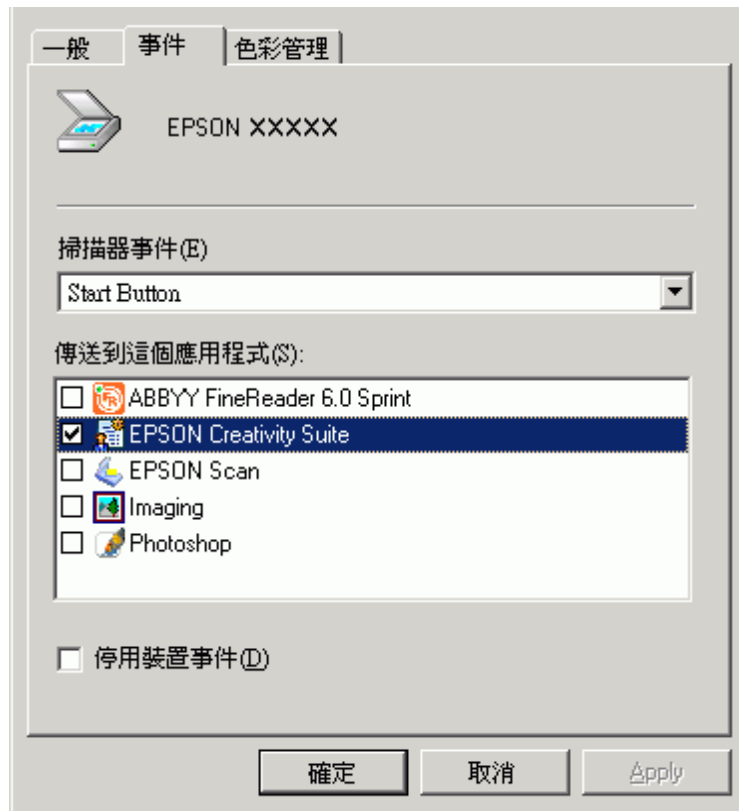 一般 事件 色彩管理
EPSON XXXXX
掃描器事件(E)
Start Button
傳送到這個應用程式(S):
ABBYY FineReader 6.0 Sprint
EPSON Creativity Suite
EPSON Scan
Imaging
Photoshop
停用裝置事件(D)
確定 取消 Apply